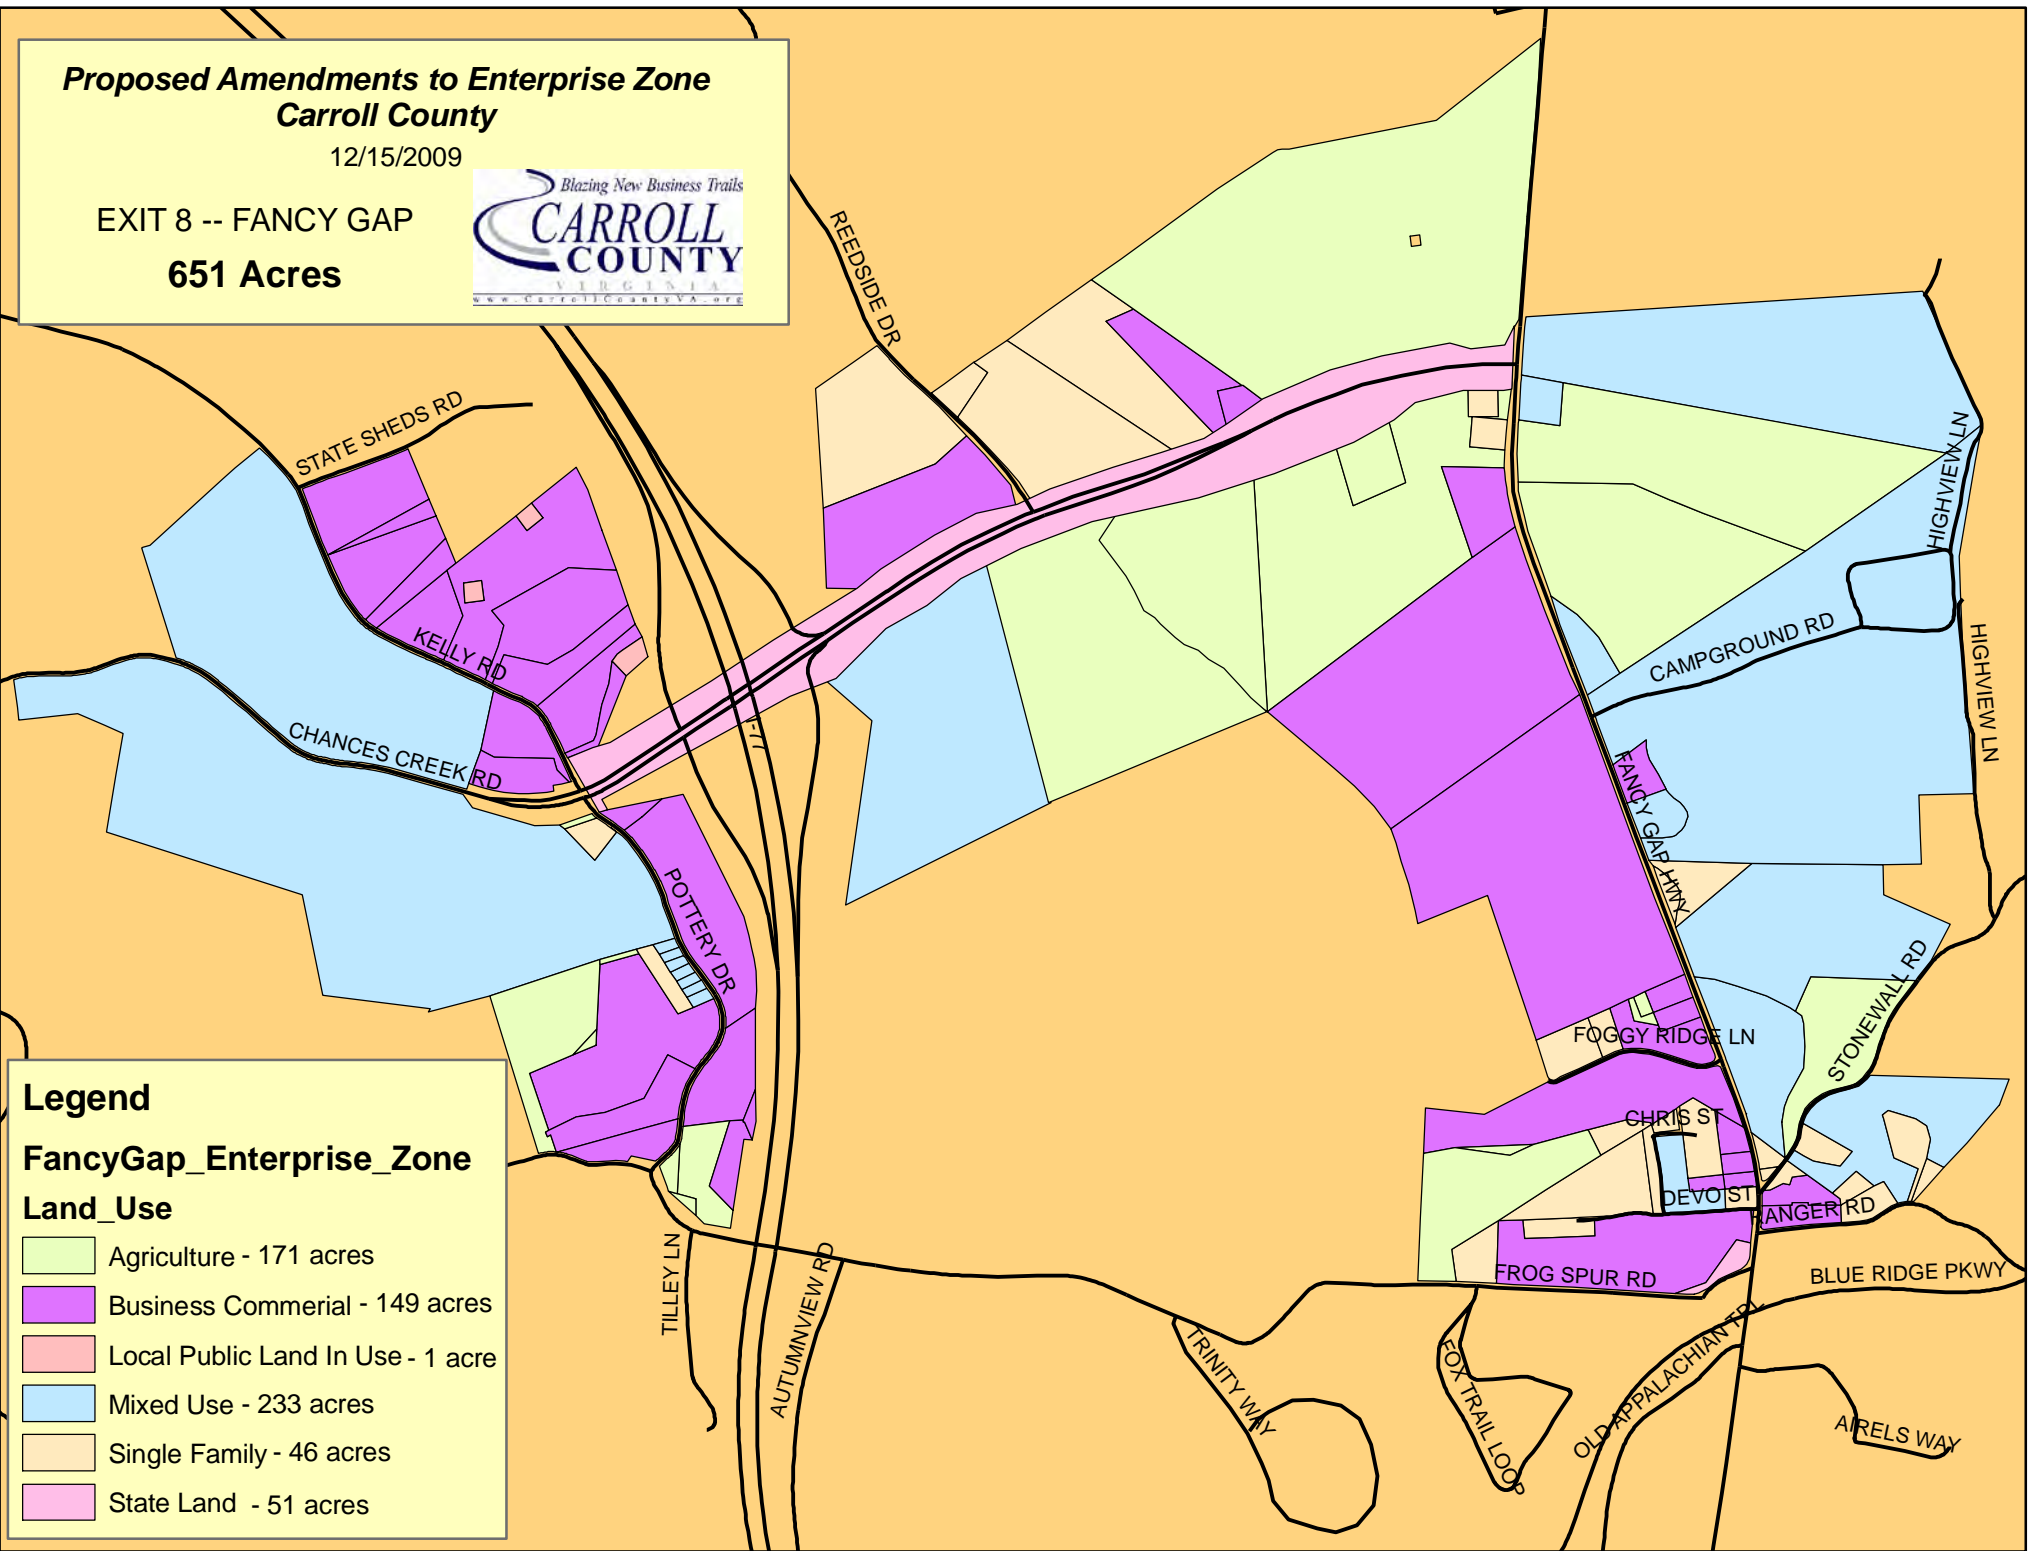 Proposed Amendments to Enterprise Zone
Carroll County
12/15/2009
EXIT 8 -- FANCY GAP
651 Acres
Blazing New Business Trails
CARROLL
COUNTY
VIRGINIA
www.CarrollCountyVA.org
REEDSIDE DR
STATE SHEDS RD
KELLY RD
CHANCES CREEK RD
I-77
POTTERY DR
HIGHVIEW LN
CAMPGROUND RD
HIGHVIEW LN
FANCY GAP HWY
STONEWALL RD
FOGGY RIDGE LN
CHRIS ST
DEVO ST
RANGER RD
FROG SPUR RD
BLUE RIDGE PKWY
TILLEY LN
AUTUMNVIEW RD
TRINITY WAY
FOX TRAIL LOOP
OLD APPALACHIAN TRL
AIRELS WAY
Legend
FancyGap_Enterprise_Zone
Land_Use
Agriculture - 171 acres
Business Commerial - 149 acres
Local Public Land In Use - 1 acre
Mixed Use - 233 acres
Single Family - 46 acres
State Land - 51 acres